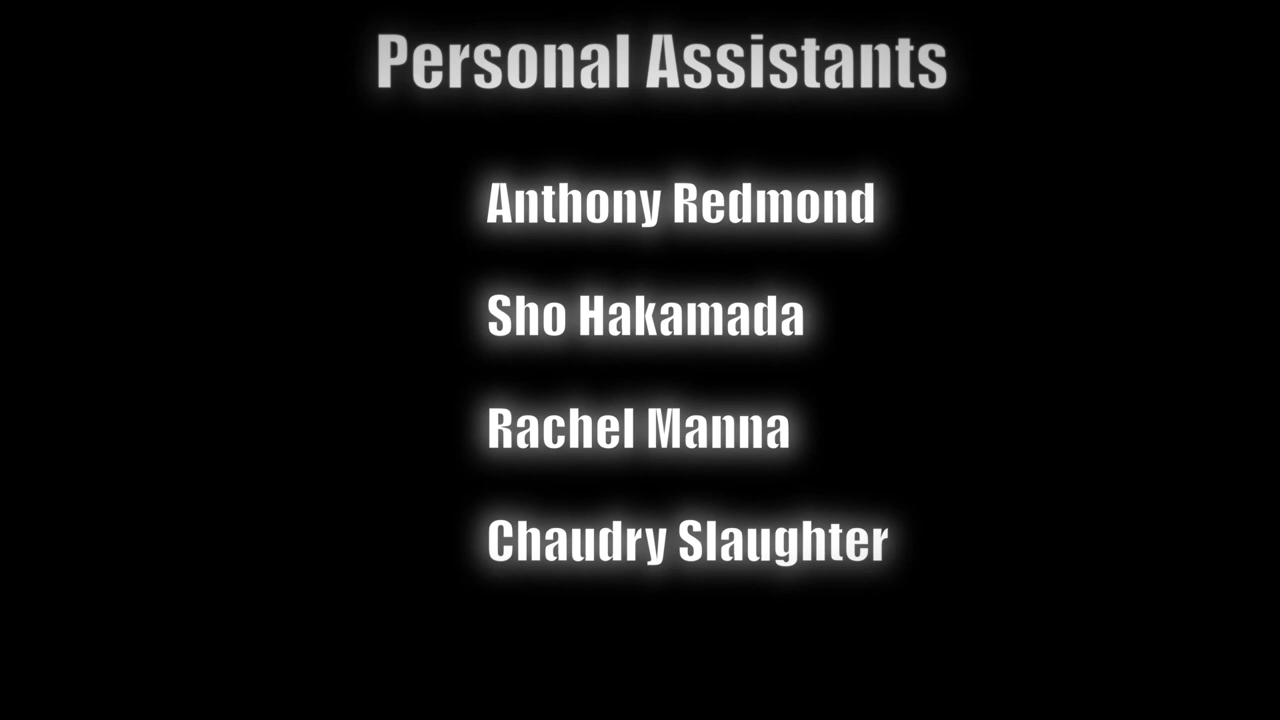 Personal Assistants
Anthony Redmond
Sho Hakamada
Rachel Manna
Chaudry Slaughter